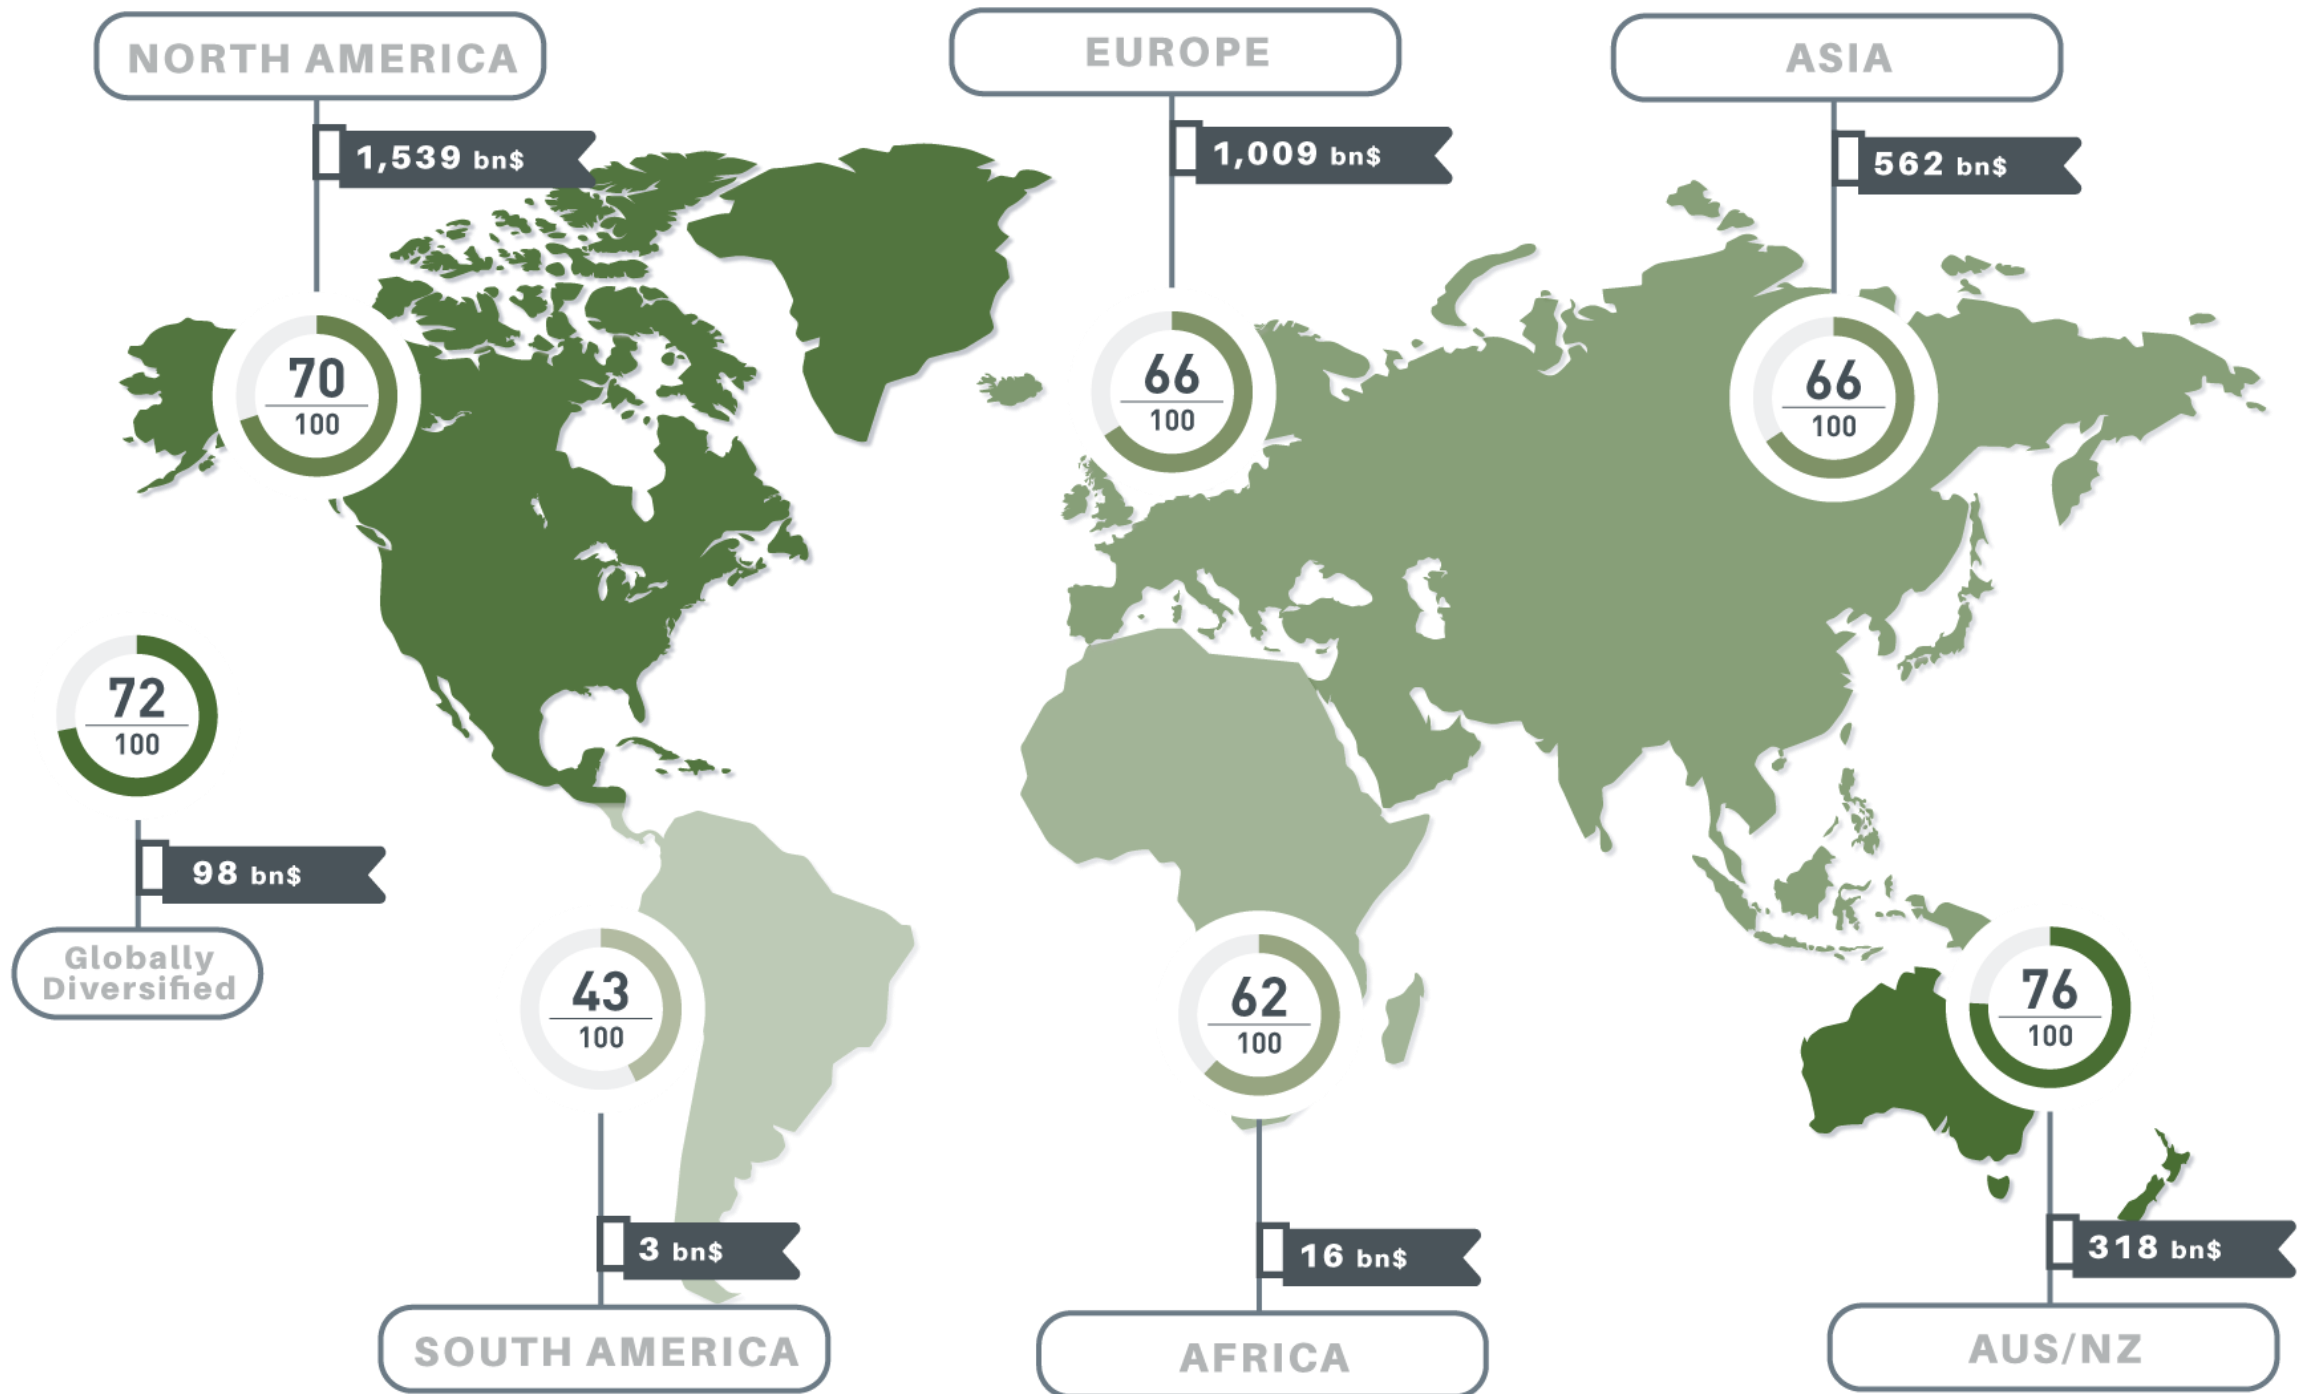 NORTH AMERICA
1,539 bn$
70
100
EUROPE
1,009 bn$
66
100
ASIA
562 bn$
66
100
72
100
98 bn$
Globally
Diversified
43
100
3 bn$
SOUTH AMERICA
62
100
16 bn$
AFRICA
76
100
318 bn$
AUS/NZ